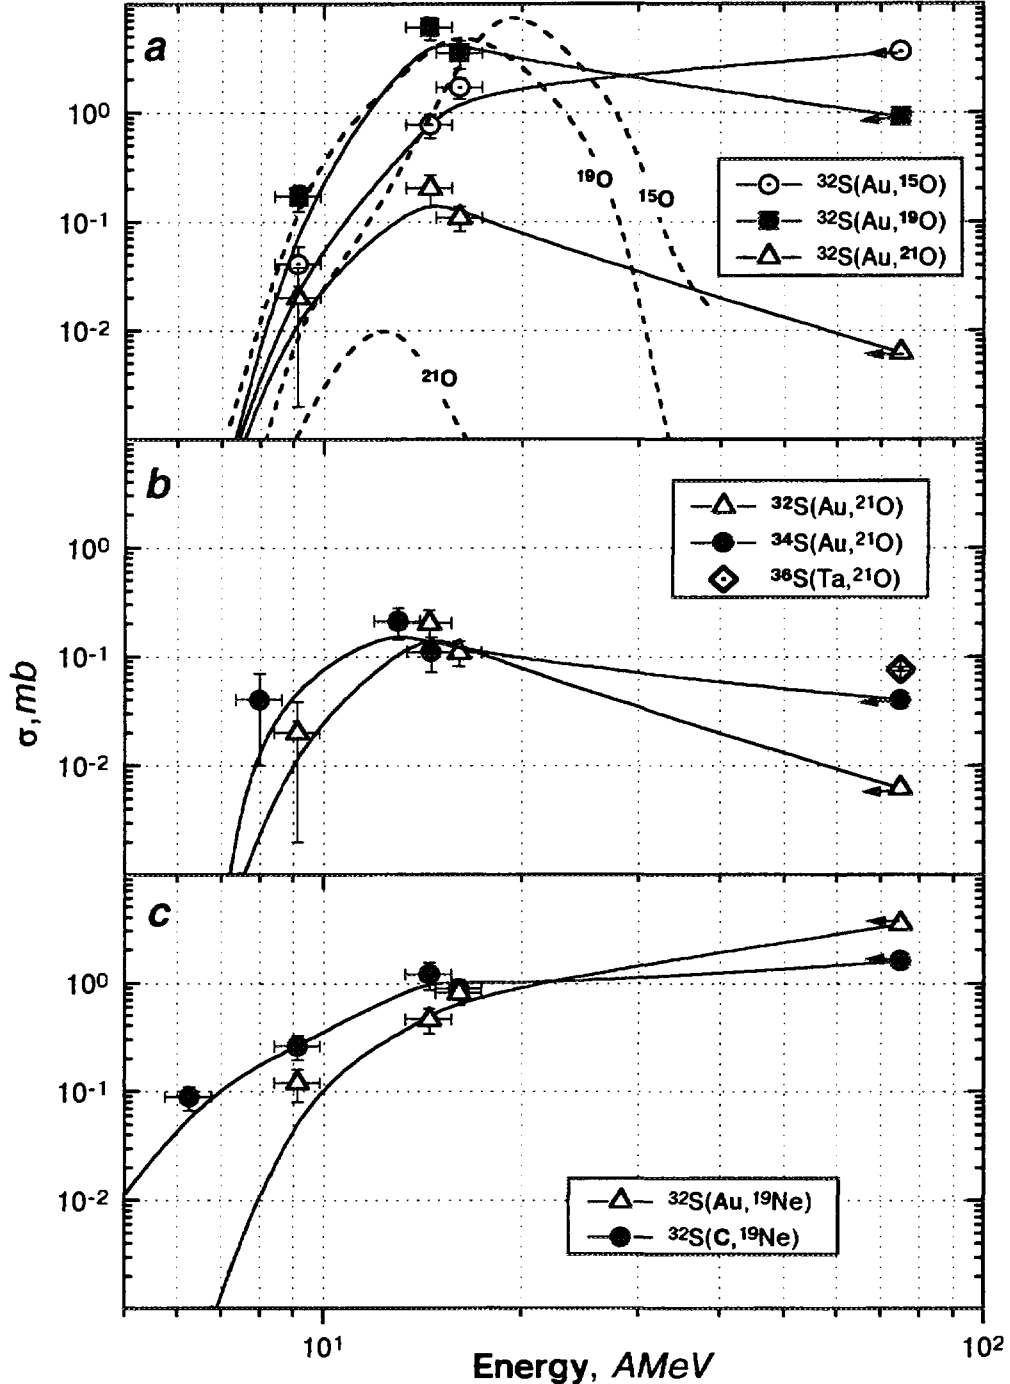 a
10⁰
10⁻¹
10⁻²
¹⁹O
¹⁵O
²¹O
³²S(Au,¹⁵O)
³²S(Au,¹⁹O)
³²S(Au,²¹O)
b
10⁰
10⁻¹
10⁻²
³²S(Au,²¹O)
³⁴S(Au,²¹O)
³⁶S(Ta,²¹O)
σ, mb
c
10⁰
10⁻¹
10⁻²
³²S(Au,¹⁹Ne)
³²S(C,¹⁹Ne)
10¹
10²
Energy, AMeV